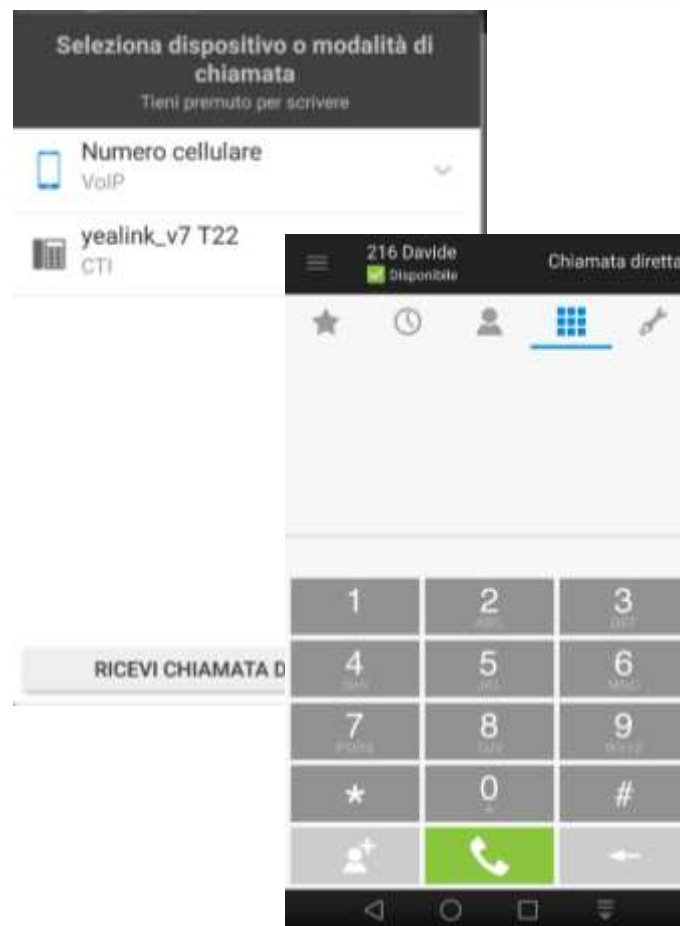 Seleziona dispositivo o modalità di
chiamata
Tieni premuto per scrivere
Numero cellulare
VoIP
yealink_v7 T22
CTI
RICEVI CHIAMATA D
216 Davide
Disponibile
Chiamata diretta
1
2
ABC
3
DEF
4
GHI
5
JKL
6
MNO
7
PQRS
8
TUV
9
WXYZ
*
0
+
#